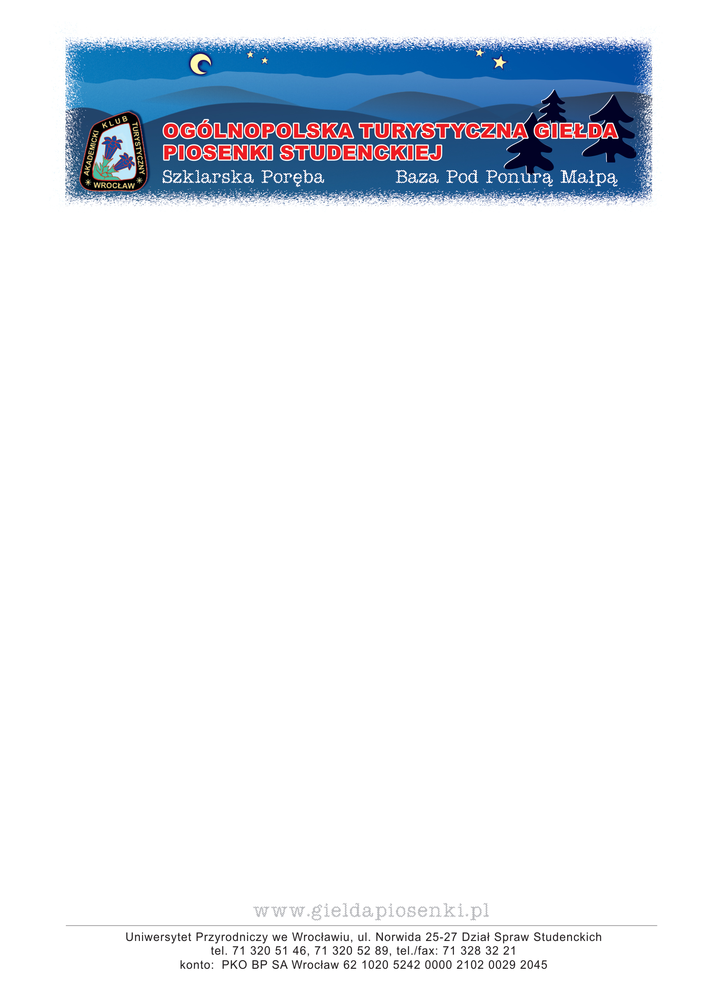 AKADEMICKI KLUB TURYSTYCZNY
WROCŁAW
OGÓLNOPOLSKA TURYSTYCZNA GIEŁDA
PIOSENKI STUDENCKIEJ
Szklarska Poręba Baza Pod Ponurą Małpą
www.gieldapiosenki.pl
Uniwersytet Przyrodniczy we Wrocławiu, ul. Norwida 25-27 Dział Spraw Studenckich
tel. 71 320 51 46, 71 320 52 89, tel./fax: 71 328 32 21
konto: PKO BP SA Wrocław 62 1020 5242 0000 2102 0029 2045